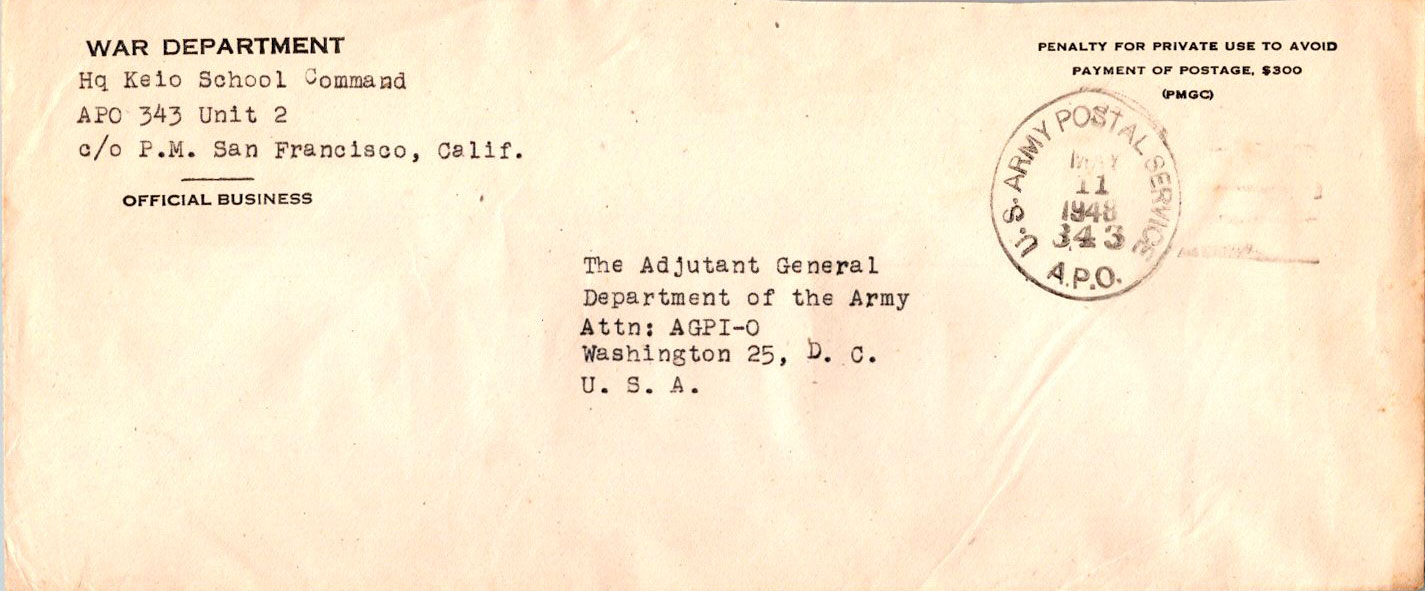 WAR DEPARTMENT
Hq Keio School Command
APO 343 Unit 2
c/o P.M. San Francisco, Calif.
OFFICIAL BUSINESS
PENALTY FOR PRIVATE USE TO AVOID
PAYMENT OF POSTAGE, $300
(PMGC)
U.S. ARMY POSTAL SERVICE
MAY
11
1948
343
A.P.O.
The Adjutant General
Department of the Army
Attn: AGPI-O
Washington 25, D. C.
U. S. A.